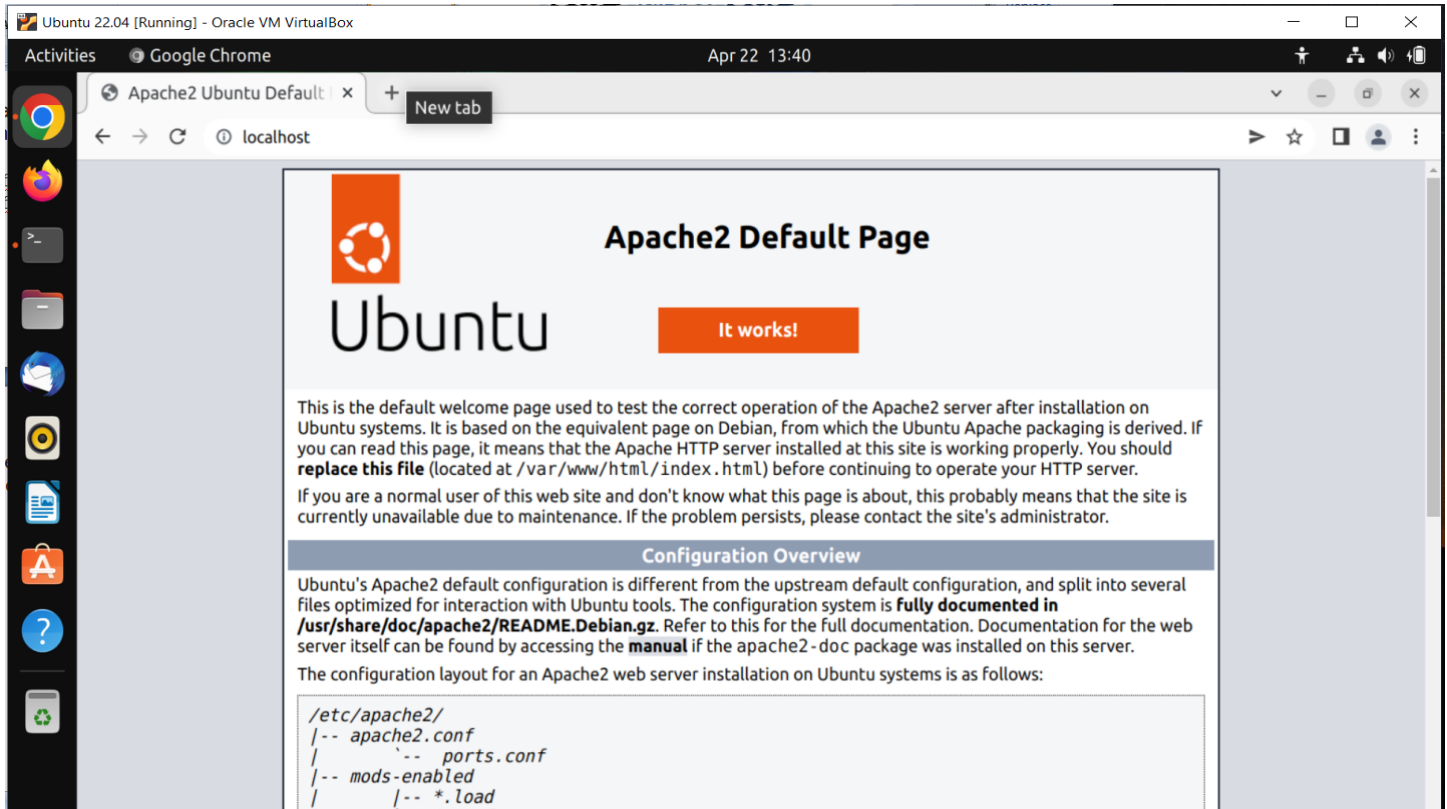 Ubuntu 22.04 [Running] - Oracle VM VirtualBox
Activities Google Chrome Apr 22 13:40
Apache2 Ubuntu Default
New tab
localhost
Apache2 Default Page
Ubuntu
It works!
This is the default welcome page used to test the correct operation of the Apache2 server after installation on
Ubuntu systems. It is based on the equivalent page on Debian, from which the Ubuntu Apache packaging is derived. If
you can read this page, it means that the Apache HTTP server installed at this site is working properly. You should
replace this file (located at /var/www/html/index.html) before continuing to operate your HTTP server.
If you are a normal user of this web site and don't know what this page is about, this probably means that the site is
currently unavailable due to maintenance. If the problem persists, please contact the site's administrator.
Configuration Overview
Ubuntu's Apache2 default configuration is different from the upstream default configuration, and split into several
files optimized for interaction with Ubuntu tools. The configuration system is fully documented in
/usr/share/doc/apache2/README.Debian.gz. Refer to this for the full documentation. Documentation for the web
server itself can be found by accessing the manual if the apache2-doc package was installed on this server.
The configuration layout for an Apache2 web server installation on Ubuntu systems is as follows:
/etc/apache2/
|-- apache2.conf
|       `--  ports.conf
|-- mods-enabled
|       |-- *.load